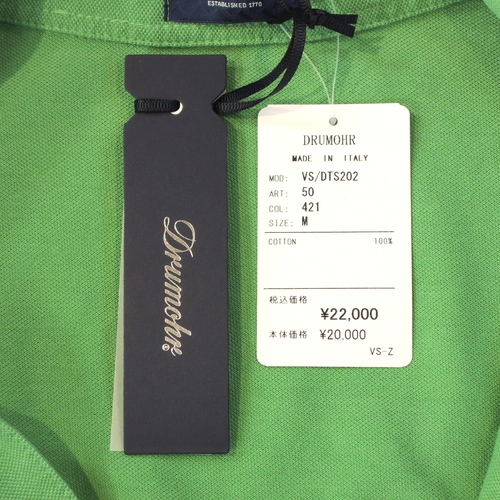 ESTABLISHED 1770
Drumohr
DRUMOHR
MADE IN ITALY
MOD: VS/DTS202
ART: 50
COL: 421
SIZE: M
COTTON 100%
税込価格
¥22,000
本体価格 ¥20,000
VS-Z